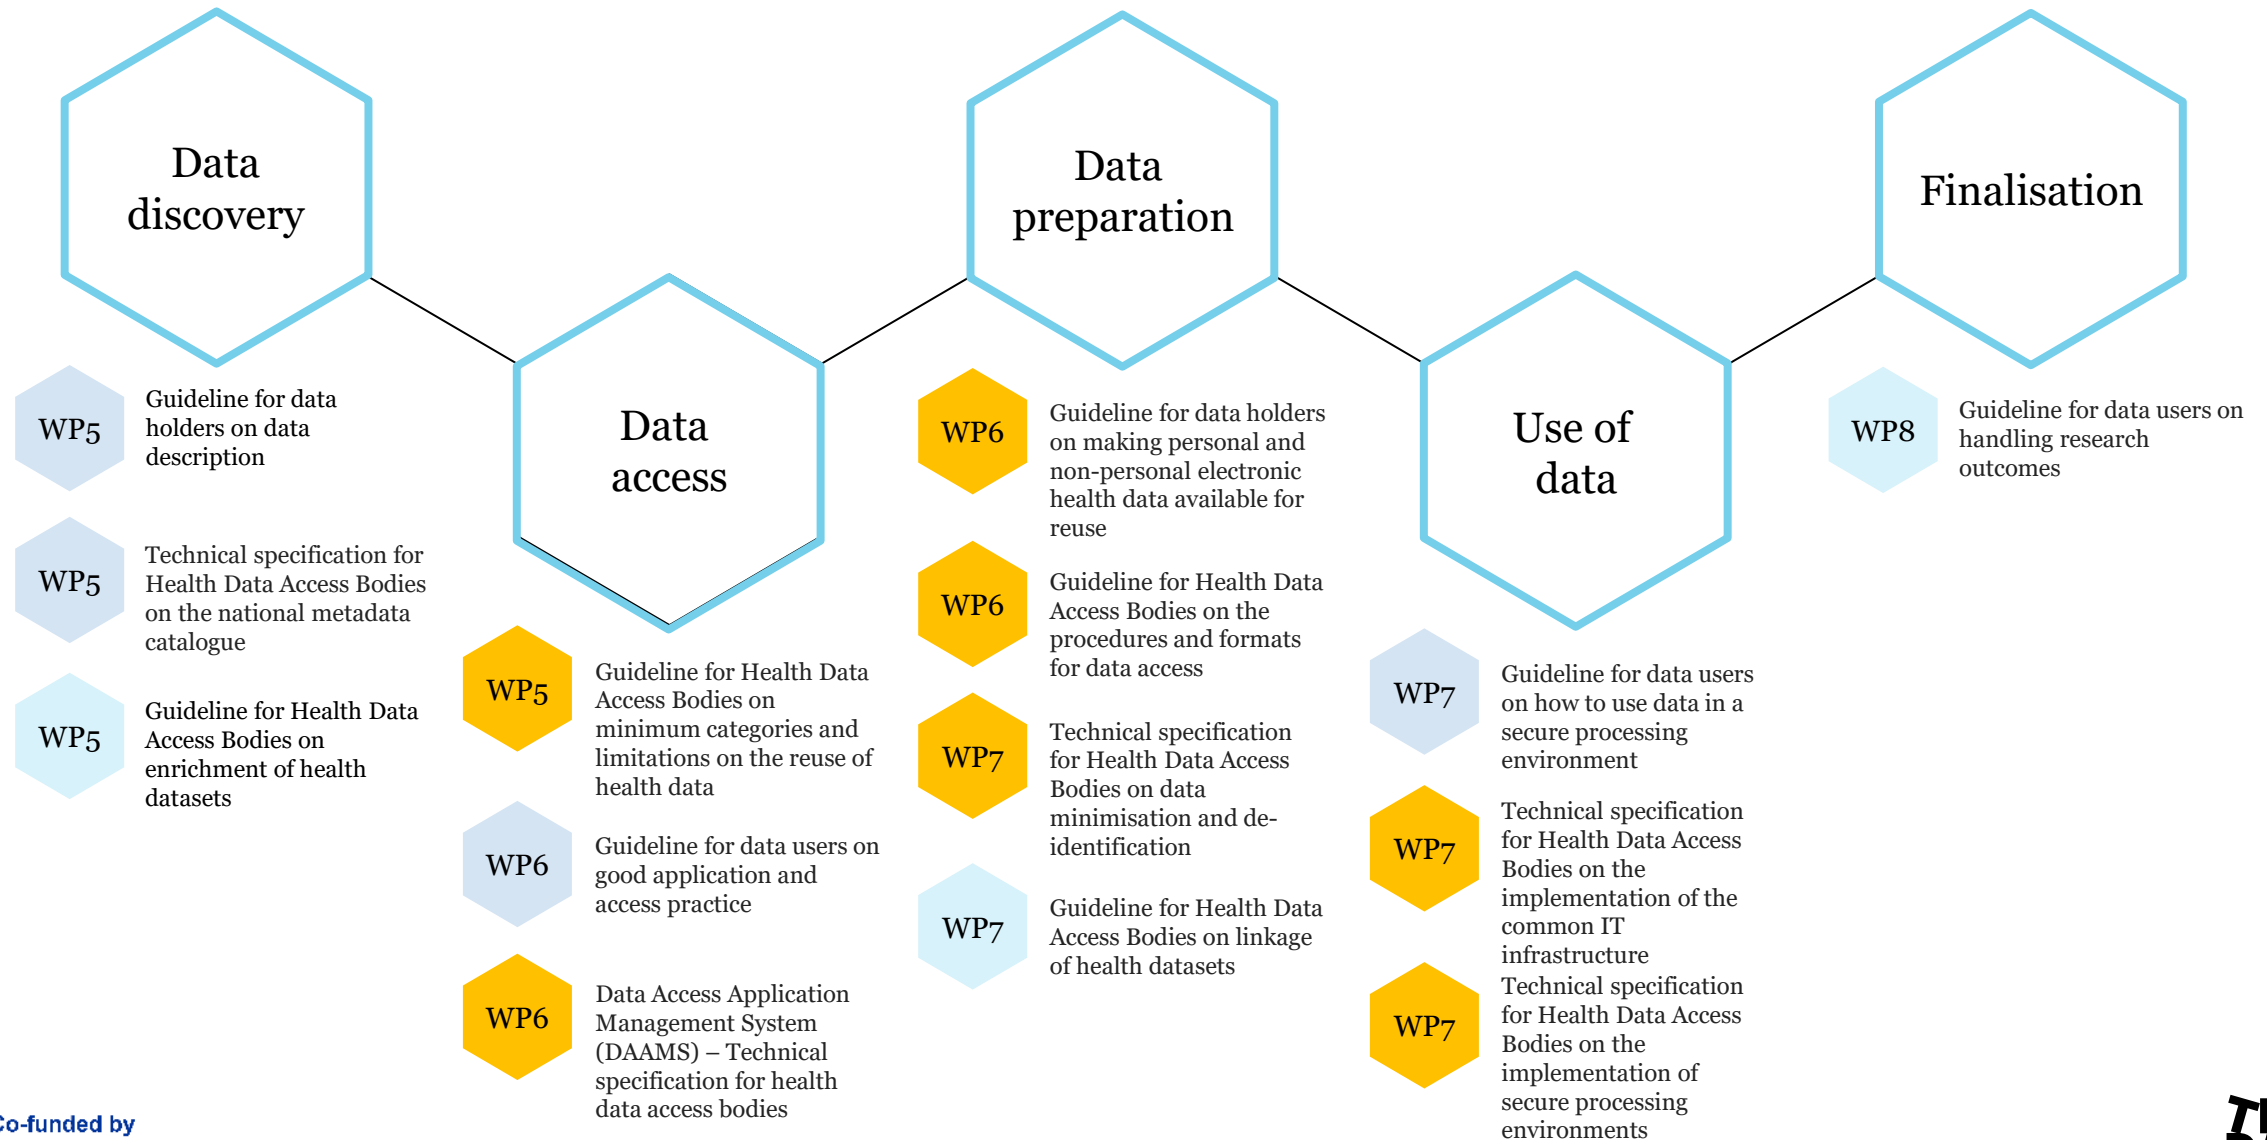 Data
discovery
WP5
Guideline for data
holders on data
description
WP5
Technical specification for
Health Data Access Bodies
on the national metadata
catalogue
WP5
Guideline for Health Data
Access Bodies on
enrichment of health
datasets
Data
access
WP5
Guideline for Health Data
Access Bodies on
minimum categories and
limitations on the reuse of
health data
WP6
Guideline for data users on
good application and
access practice
WP6
Data Access Application
Management System
(DAAMS) – Technical
specification for health
data access bodies
Data
preparation
WP6
Guideline for data holders
on making personal and
non-personal electronic
health data available for
reuse
WP6
Guideline for Health Data
Access Bodies on the
procedures and formats
for data access
WP7
Technical specification
for Health Data Access
Bodies on data
minimisation and de-
identification
WP7
Guideline for Health Data
Access Bodies on linkage
of health datasets
Use of
data
WP7
Guideline for data users
on how to use data in a
secure processing
environment
WP7
Technical specification
for Health Data Access
Bodies on the
implementation of the
common IT
infrastructure
WP7
Technical specification
for Health Data Access
Bodies on the
implementation of
secure processing
environments
Finalisation
WP8
Guideline for data users on
handling research
outcomes
Co-funded by